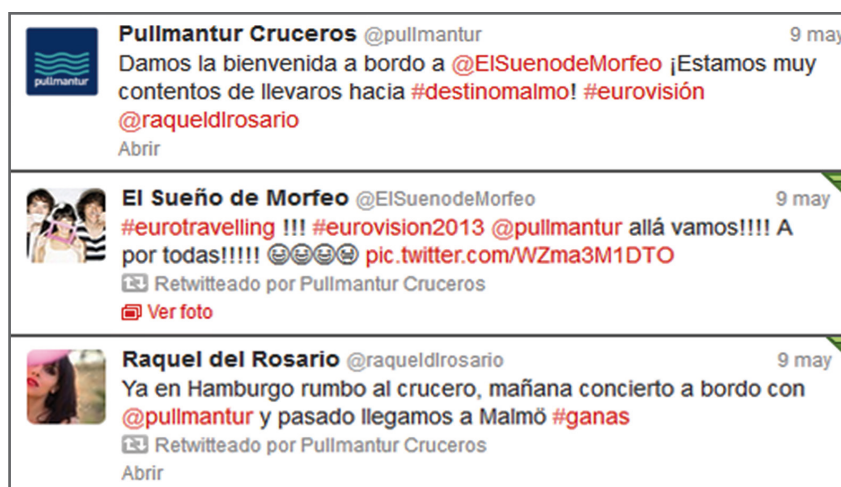 Pullmantur Cruceros @pullmantur 9 may
pullmantur
Damos la bienvenida a bordo a @ElSuenodeMorfeo ¡Estamos muy
contentos de llevaros hacia #destinomalmo! #eurovisión
@raqueldlrosario
Abrir
El Sueño de Morfeo @ElSuenodeMorfeo 9 may
#eurotravelling !!! #eurovision2013 @pullmantur allá vamos!!!! A
por todas!!!!! 😆😆😆😆 pic.twitter.com/WZma3M1DTO
Retwitteado por Pullmantur Cruceros
Ver foto
Raquel del Rosario @raqueldlrosario 9 may
Ya en Hamburgo rumbo al crucero, mañana concierto a bordo con
@pullmantur y pasado llegamos a Malmö #ganas
Retwitteado por Pullmantur Cruceros
Abrir